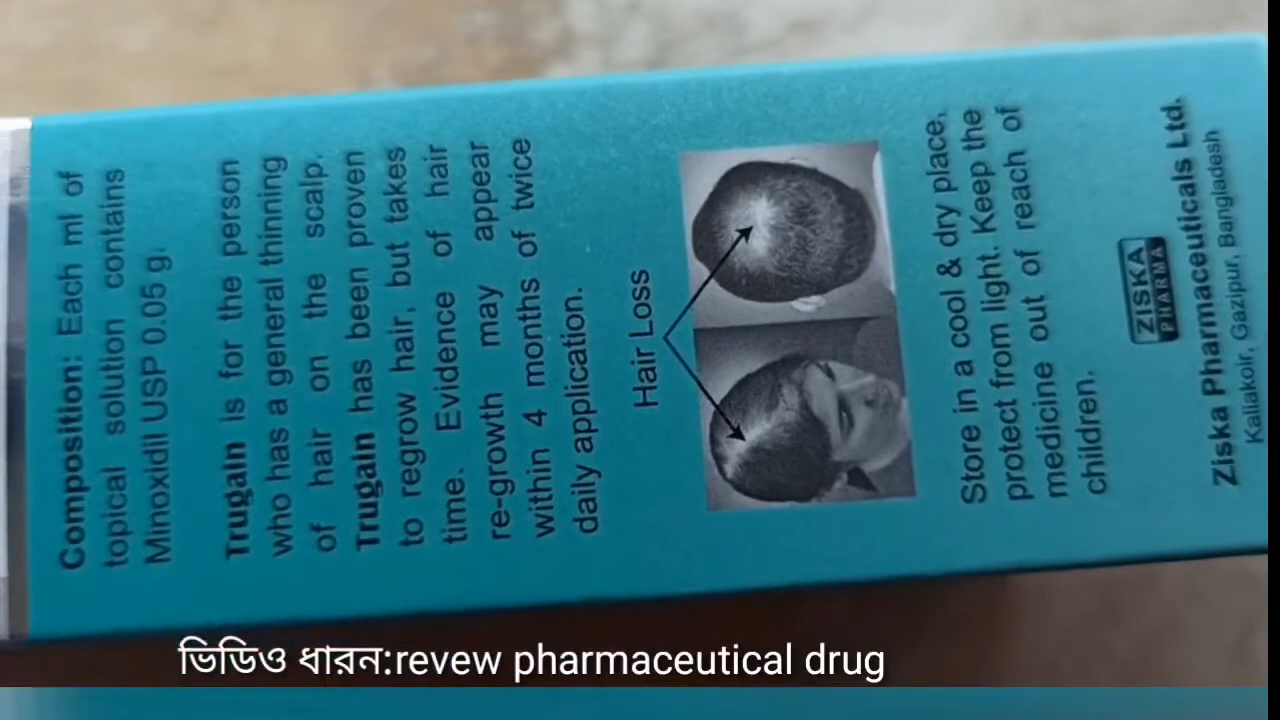 Composition: Each ml of
topical solution contains
Minoxidil USP 0.05 g.
Trugain is for the person
who has a general thinning
of hair on the scalp.
Trugain has been proven
to regrow hair, but takes
time. Evidence of hair
re-growth may appear
within 4 months of twice
daily application.
Hair Loss
Store in a cool & dry place,
protect from light. Keep the
medicine out of reach of
children.
ZISKA
PHARMA
Ziska Pharmaceuticals Ltd.
Kaliakoir, Gazipur, Bangladesh
ভিডিও ধারন:revew pharmaceutical drug